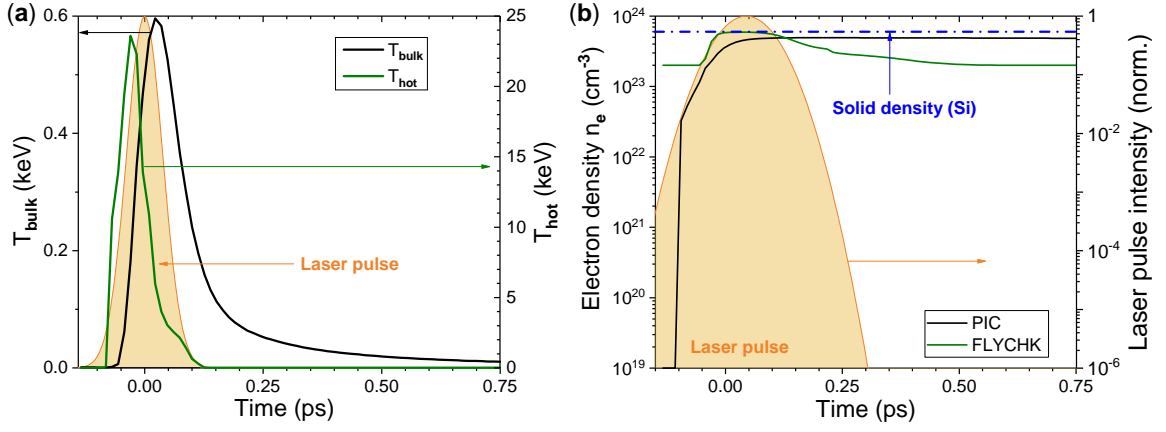 (a)
T_bulk (keV)
0.6
0.4
0.2
0.0
T_bulk
T_hot
Laser pulse
25
20
15
10
5
0
T_hot (keV)
0.00
0.25
0.50
0.75
Time (ps)
(b)
Electron density n_e (cm^-3)
10^24
10^23
10^22
10^21
10^20
10^19
Solid density (Si)
Laser pulse
PIC
FLYCHK
1
10^-2
10^-4
10^-6
Laser pulse intensity (norm.)
0.00
0.25
0.50
0.75
Time (ps)